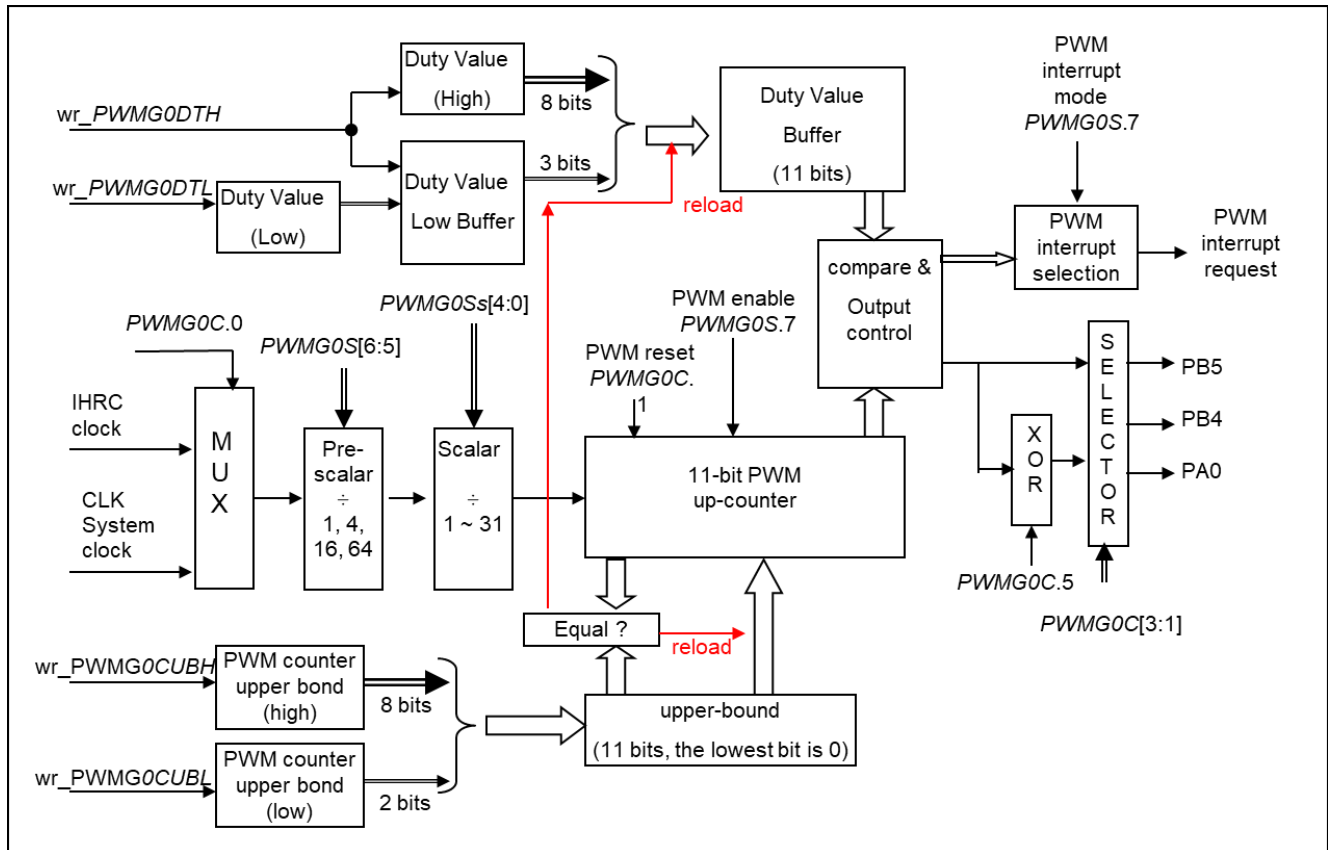 wr_PWMG0DTH
Duty Value
(High)
8 bits
wr_PWMG0DTL
Duty Value
(Low)
Duty Value
Low Buffer
3 bits
reload
Duty Value
Buffer
(11 bits)
PWM
interrupt
mode
PWMG0S.7
PWM
interrupt
selection
PWM
interrupt
request
compare &
Output
control
PWMG0C.0
IHRC
clock
CLK
System
clock
MUX
PWMG0S[6:5]
Pre-
scalar
÷
1, 4,
16, 64
PWMG0Ss[4:0]
Scalar
÷
1 ~ 31
PWM reset
PWMG0C.
1
PWM enable
PWMG0S.7
11-bit PWM
up-counter
XOR
PWMG0C.5
SELECTOR
PB5
PB4
PA0
PWMG0C[3:1]
Equal ?
reload
wr_PWMG0CUBH
PWM counter
upper bond
(high)
8 bits
wr_PWMG0CUBL
PWM counter
upper bond
(low)
2 bits
upper-bound
(11 bits, the lowest bit is 0)